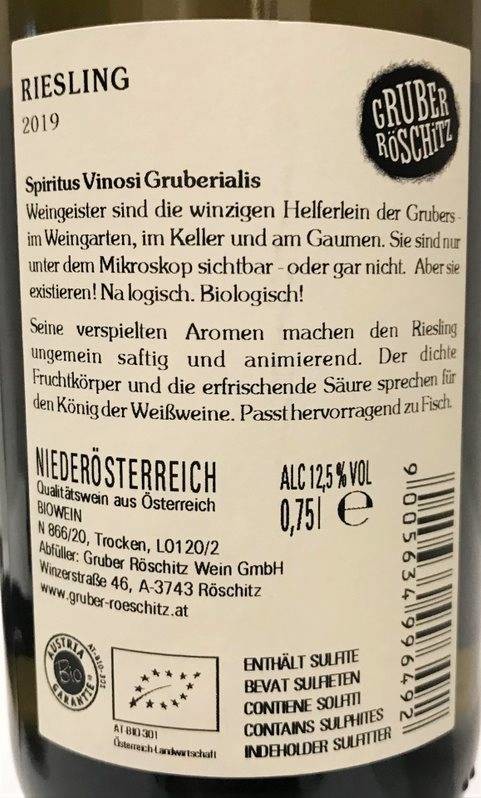 RIESLING
2019
GRUBER
RÖSCHITZ
Spiritus Vinosi Gruberialis
Weingeister sind die winzigen Helferlein der Grubers -
im Weingarten, im Keller und am Gaumen. Sie sind nur
unter dem Mikroskop sichtbar - oder gar nicht. Aber sie
existieren! Na logisch. Biologisch!
Seine verspielten Aromen machen den Riesling
ungemein saftig und animierend. Der dichte
Fruchtkörper und die erfrischende Säure sprechen für
den König der Weißweine. Passt hervorragend zu Fisch.
NIEDERÖSTERREICH
Qualitätswein aus Österreich
BIOWEIN
N 866/20, Trocken, L0120/2
Abfüller: Gruber Röschitz Wein GmbH
Winzerstraße 46, A-3743 Röschitz
www.gruber-roeschitz.at
ALC 12,5 % VOL
0,75l e
9 005634 996492
AUSTRIA
Bio
GARANTIE
AT-BIO-301
AT-BIO 301
Österreich-Landwirtschaft
ENTHÄLT SULFITE
BEVAT SULFIETEN
CONTIENE SOLFITI
CONTAINS SULPHITES
INDEHOLDER SULFITTER